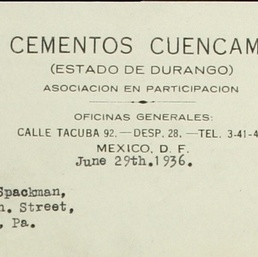 CEMENTOS CUENCAM
(ESTADO DE DURANGO)
ASOCIACION EN PARTICIPACION
OFICINAS GENERALES:
CALLE TACUBA 92.—DESP. 28.—TEL. 3-41-4
MEXICO, D. F.
June 29th.1936.
Spackman,
n. Street,
, Pa.